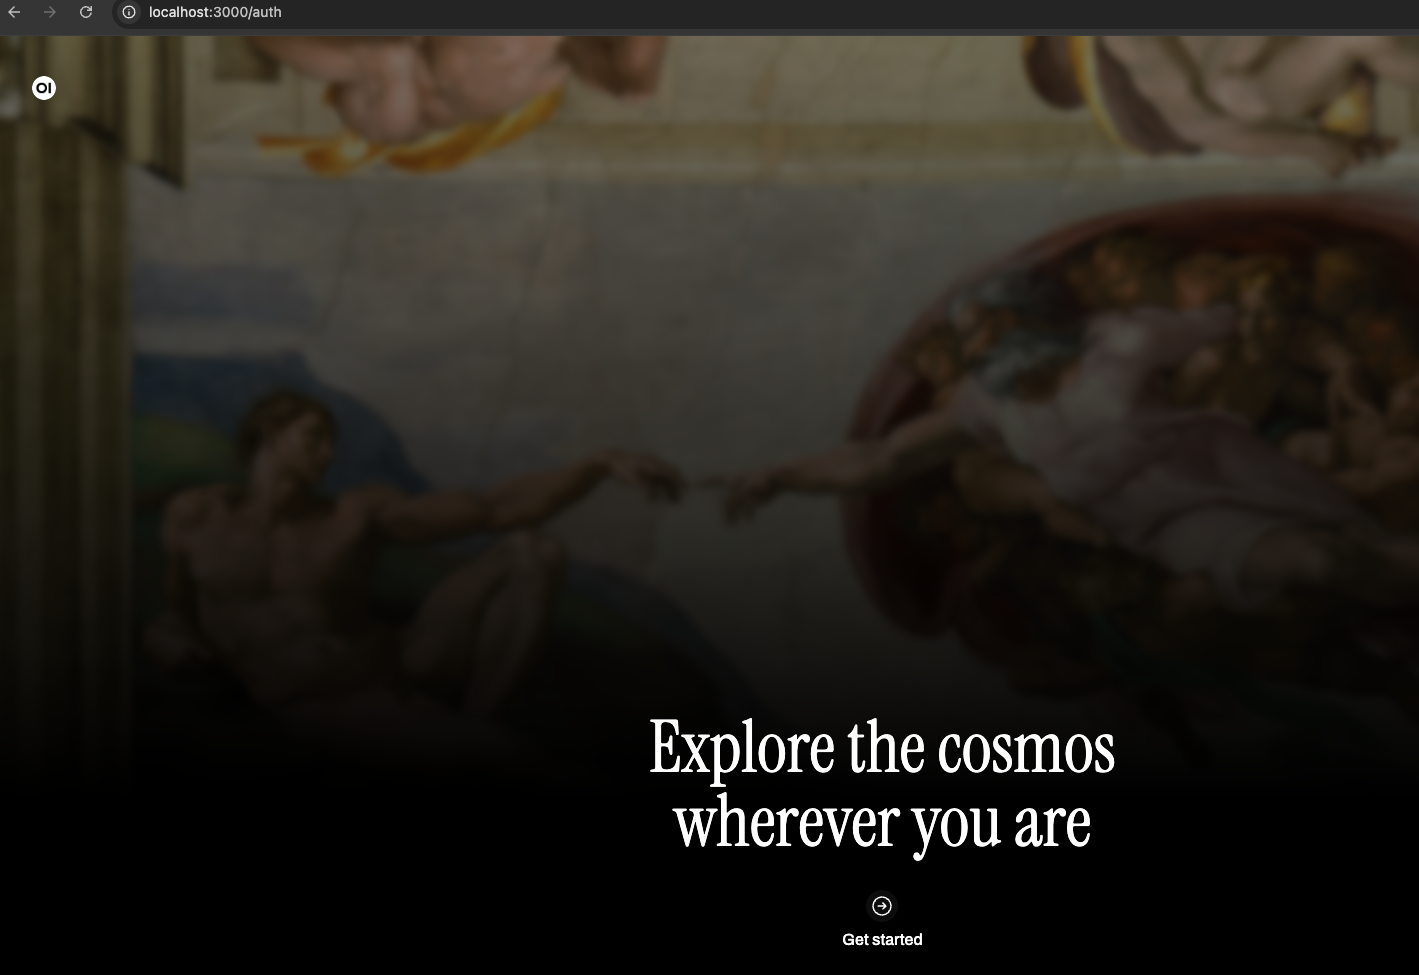 localhost:3000/auth
OI
Explore the cosmos
wherever you are
Get started